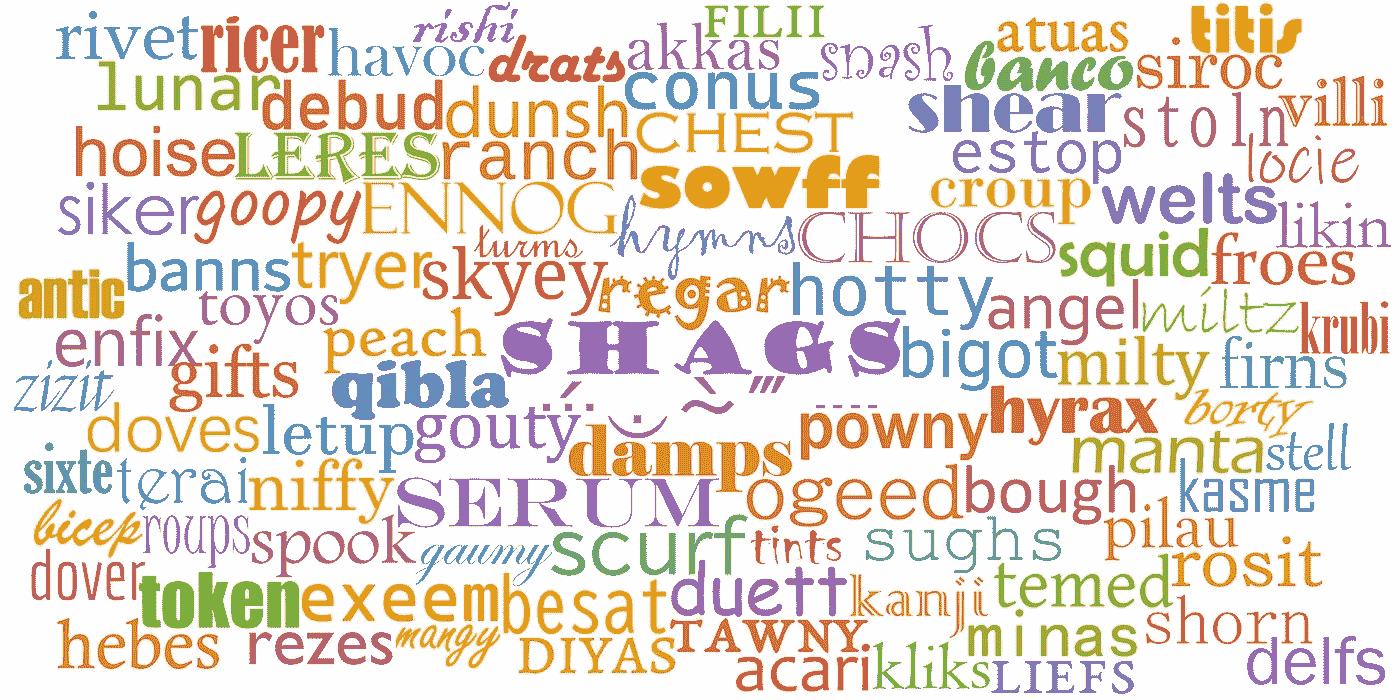 rivet ricer havoc rishi drats akkas FILII snash atuas banco siroc titis
lunar debud dunsh conus CHEST shear stoln villi
hoise LERES ranch sowff estop locie
siker goopy ENNOG turms hymns CHOCS croup welts likin
antic banns tryer skyey regar hotty squid froes
enfix toyos peach SHAGS angel miltz krubi
zizit gifts qibla bigot milty firns
doves letup gouty damps powny hyrax borty
sixte terai niffy SERUM ogeed bough manta stell kasme
bicep roups spook gaumy scurf tints sughs pilau
dover token exeem besat duett kanji temed rosit
hebes rezes mangy DIYAS TAWNY acari kliks LIEFS minas shorn delfs